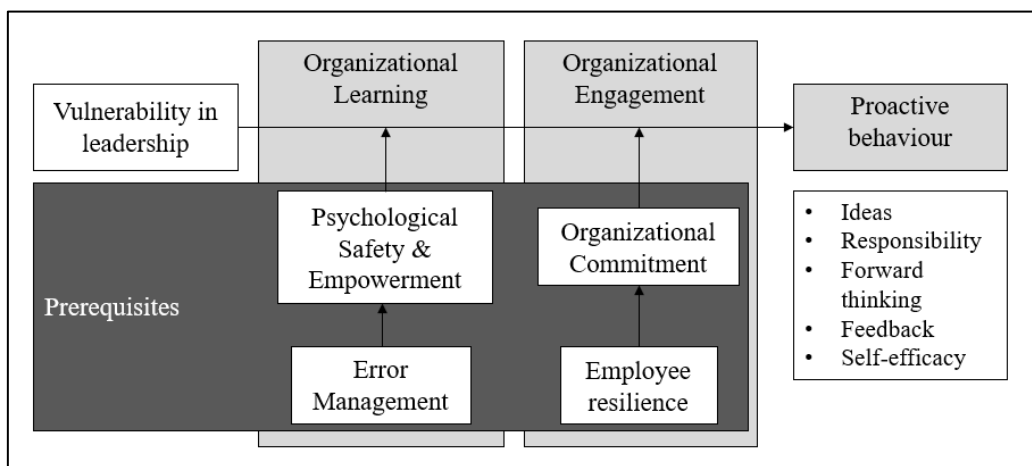 Organizational
Learning
Organizational
Engagement
Vulnerability in
leadership
Proactive
behaviour
Prerequisites
Psychological
Safety &
Empowerment
Organizational
Commitment
Error
Management
Employee
resilience
• Ideas
• Responsibility
• Forward
thinking
• Feedback
• Self-efficacy